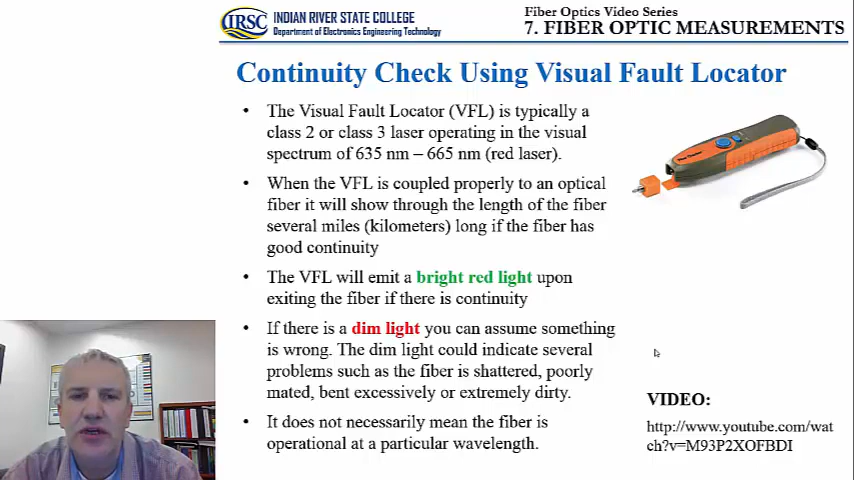 IRSC
INDIAN RIVER STATE COLLEGE
Department of Electronics Engineering Technology
Fiber Optics Video Series
7. FIBER OPTIC MEASUREMENTS
Continuity Check Using Visual Fault Locator
• The Visual Fault Locator (VFL) is typically a
class 2 or class 3 laser operating in the visual
spectrum of 635 nm – 665 nm (red laser).
• When the VFL is coupled properly to an optical
fiber it will show through the length of the fiber
several miles (kilometers) long if the fiber has
good continuity
• The VFL will emit a bright red light upon
exiting the fiber if there is continuity
• If there is a dim light you can assume something
is wrong. The dim light could indicate several
problems such as the fiber is shattered, poorly
mated, bent excessively or extremely dirty.
• It does not necessarily mean the fiber is
operational at a particular wavelength.
VIDEO:
http://www.youtube.com/wat
ch?v=M93P2XOFBDI